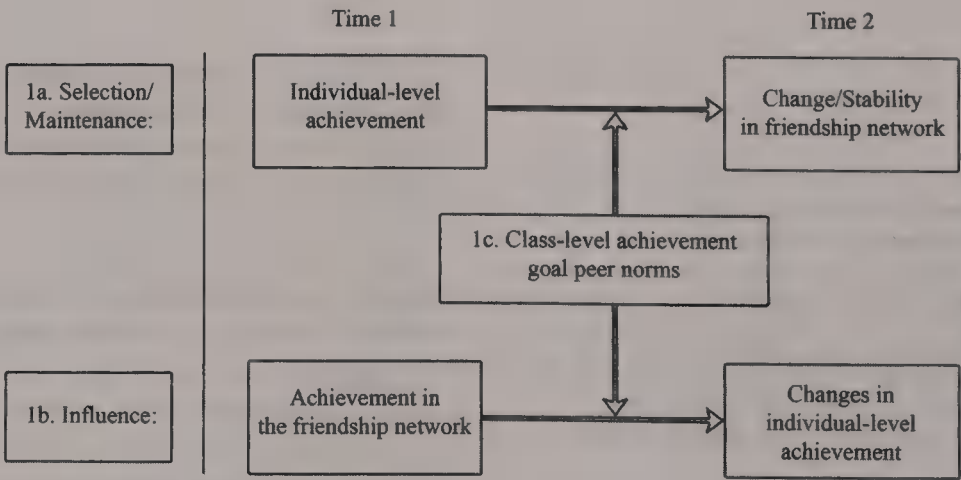 Time 1
Time 2
1a. Selection/
Maintenance:
Individual-level
achievement
Change/Stability
in friendship network
1c. Class-level achievement
goal peer norms
1b. Influence:
Achievement in
the friendship network
Changes in
individual-level
achievement